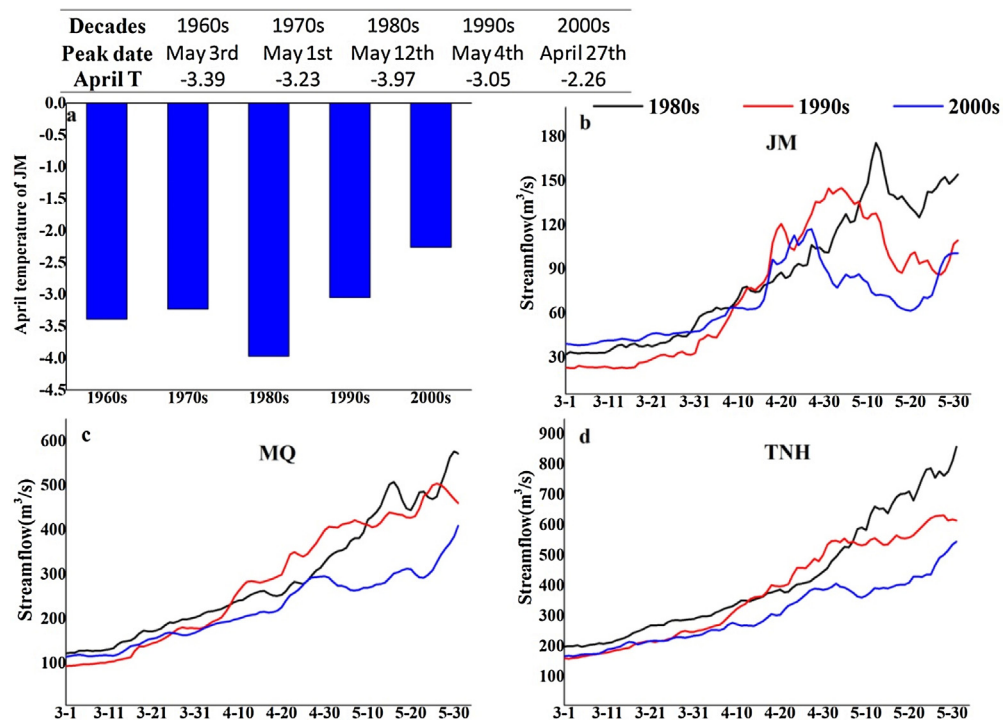 Decades 1960s 1970s 1980s 1990s 2000s
Peak date May 3rd May 1st May 12th May 4th April 27th
April T -3.39 -3.23 -3.97 -3.05 -2.26
a
April temperature of JM
0.0
-0.5
-1.0
-1.5
-2.0
-2.5
-3.0
-3.5
-4.0
-4.5
1960s 1970s 1980s 1990s 2000s
1980s 1990s 2000s
b
JM
Streamflow(m³/s)
180
150
120
90
60
30
3-1 3-11 3-21 3-31 4-10 4-20 4-30 5-10 5-20 5-30
c
MQ
Streamflow(m³/s)
600
500
400
300
200
100
3-1 3-11 3-21 3-31 4-10 4-20 4-30 5-10 5-20 5-30
d
TNH
Streamflow(m³/s)
900
800
700
600
500
400
300
200
100
3-1 3-11 3-21 3-31 4-10 4-20 4-30 5-10 5-20 5-30